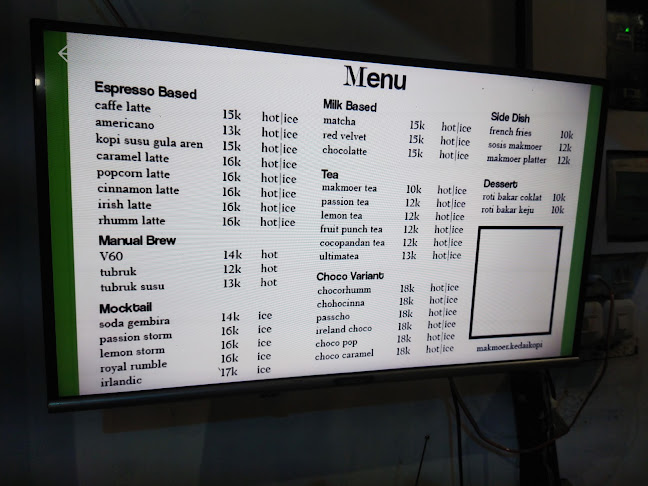 Menu
Espresso Based
caffe latte 15k hot|ice
americano 13k hot|ice
kopi susu gula aren 15k hot|ice
caramel latte 16k hot|ice
popcorn latte 16k hot|ice
cinnamon latte 16k hot|ice
irish latte 16k hot|ice
rhumm latte 16k hot|ice
Manual Brew
V60 14k hot
tubruk 12k hot
tubruk susu 13k hot
Mocktail
soda gembira 14k ice
passion storm 16k ice
lemon storm 16k ice
royal rumble 16k ice
irlandic '17k ice
Milk Based
matcha 15k hot|ice
red velvet 15k hot|ice
chocolatte 15k hot|ice
Tea
makmoer tea 10k hot|ice
passion tea 12k hot|ice
lemon tea 12k hot|ice
fruit punch tea 12k hot|ice
cocopandan tea 12k hot|ice
ultimatea 13k hot|ice
Choco Variant
chocorhumm 18k hot|ice
chohocinna 18k hot|ice
passcho 18k hot|ice
ireland choco 18k hot|ice
choco pop 18k hot|ice
choco caramel 18k hot|ice
Side Dish
french fries 10k
sosis makmoer 12k
makmoer platter 12k
Dessert
roti bakar coklat 10k
roti bakar keju 10k
makmoer.kedaikopi